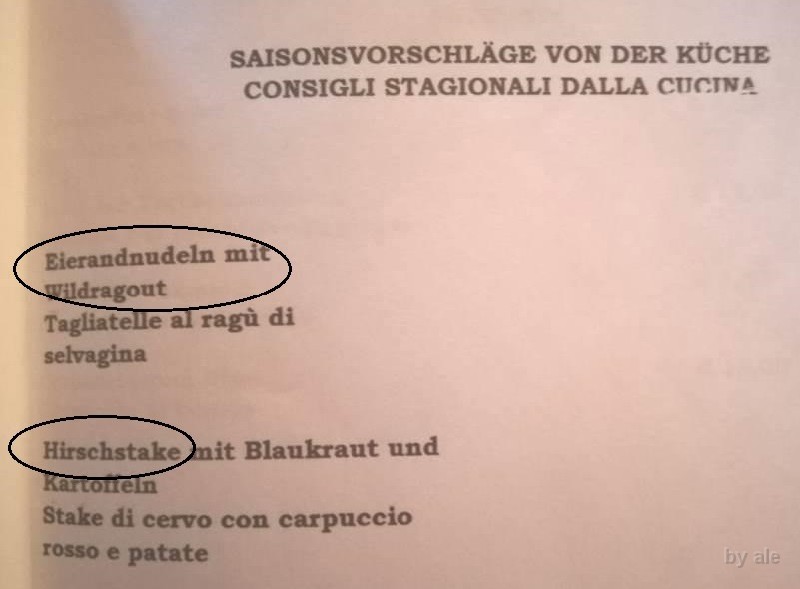 SAISONSVORSCHLÄGE VON DER KÜCHE
CONSIGLI STAGIONALI DALLA CUCINA
Eierandnudeln mit
Wildragout
Tagliatelle al ragù di
selvagina
Hirschstake mit Blaukraut und
Kartoffeln
Stake di cervo con carpuccio
rosso e patate
by ale